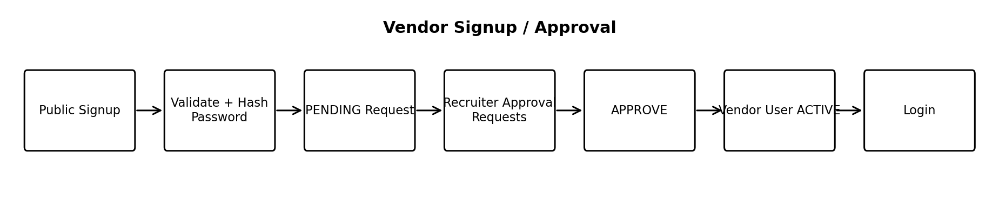 Vendor Signup / Approval
Public Signup
Validate + Hash
Password
PENDING Request
Recruiter Approval
Requests
APPROVE
Vendor User ACTIVE
Login